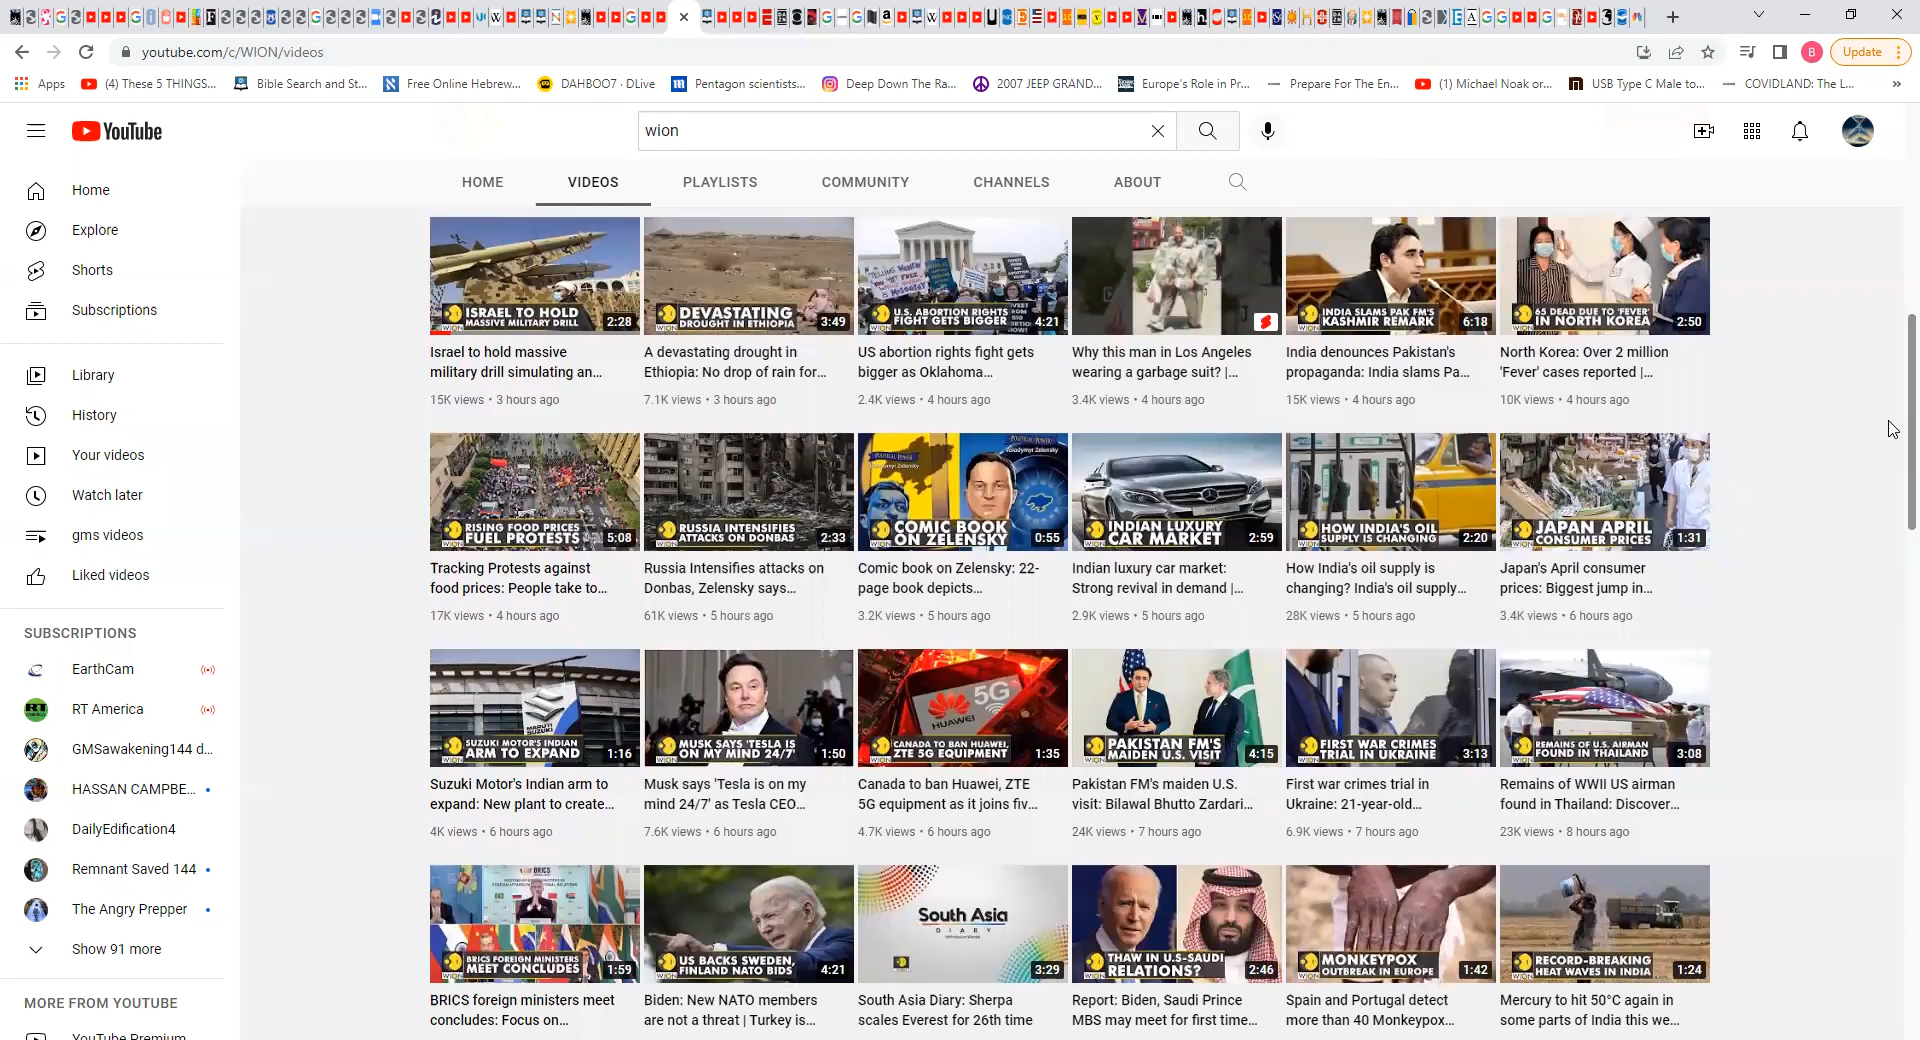 youtube.com/c/WION/videos
Update
Apps
(4) These 5 THINGS...
Bible Search and St...
Free Online Hebrew...
DAHBOO7 · DLive
Pentagon scientists...
Deep Down The Ra...
2007 JEEP GRAND...
Europe's Role in Pr...
Prepare For The En...
(1) Michael Noak or...
USB Type C Male to...
COVIDLAND: The L...
YouTube
wion
HOME
VIDEOS
PLAYLISTS
COMMUNITY
CHANNELS
ABOUT
Home
Explore
Shorts
Subscriptions
Library
History
Your videos
Watch later
gms videos
Liked videos
SUBSCRIPTIONS
EarthCam
RT America
GMSawakening144 d...
HASSAN CAMPBE...
DailyEdification4
Remnant Saved 144
The Angry Prepper
Show 91 more
MORE FROM YOUTUBE
YouTube Premium
ISRAEL TO HOLD
MASSIVE MILITARY DRILL
2:28
Israel to hold massive
military drill simulating an...
15K views • 3 hours ago
DEVASTATING
DROUGHT IN ETHIOPIA
3:49
A devastating drought in
Ethiopia: No drop of rain for...
7.1K views • 3 hours ago
U.S. ABORTION RIGHTS
FIGHT GETS BIGGER
4:21
US abortion rights fight gets
bigger as Oklahoma...
2.4K views • 4 hours ago
Why this man in Los Angeles
wearing a garbage suit? |...
3.4K views • 4 hours ago
INDIA SLAMS PAK FM'S
KASHMIR REMARK
6:18
India denounces Pakistan's
propaganda: India slams Pa...
15K views • 4 hours ago
65 DEAD DUE TO 'FEVER'
IN NORTH KOREA
2:50
North Korea: Over 2 million
'Fever' cases reported |...
10K views • 4 hours ago
RISING FOOD PRICES
FUEL PROTESTS
5:08
Tracking Protests against
food prices: People take to...
17K views • 4 hours ago
RUSSIA INTENSIFIES
ATTACKS ON DONBAS
2:33
Russia Intensifies attacks on
Donbas, Zelensky says...
61K views • 5 hours ago
COMIC BOOK
ON ZELENSKY
0:55
Comic book on Zelensky: 22-
page book depicts...
3.2K views • 5 hours ago
INDIAN LUXURY
CAR MARKET
2:59
Indian luxury car market:
Strong revival in demand |...
2.9K views • 5 hours ago
HOW INDIA'S OIL
SUPPLY IS CHANGING
2:20
How India's oil supply is
changing? India's oil supply...
28K views • 5 hours ago
JAPAN APRIL
CONSUMER PRICES
1:31
Japan's April consumer
prices: Biggest jump in...
3.4K views • 6 hours ago
SUZUKI MOTOR'S INDIAN
ARM TO EXPAND
1:16
Suzuki Motor's Indian arm to
expand: New plant to create...
4K views • 6 hours ago
MUSK SAYS 'TESLA IS
ON MY MIND 24/7'
1:50
Musk says 'Tesla is on my
mind 24/7' as Tesla CEO...
7.6K views • 6 hours ago
5G
HUAWEI
CANADA TO BAN HUAWEI,
ZTE 5G EQUIPMENT
1:35
Canada to ban Huawei, ZTE
5G equipment as it joins fiv...
4.7K views • 6 hours ago
PAKISTAN FM'S
MAIDEN U.S. VISIT
4:15
Pakistan FM's maiden U.S.
visit: Bilawal Bhutto Zardari...
24K views • 7 hours ago
FIRST WAR CRIMES
TRIAL IN UKRAINE
3:13
First war crimes trial in
Ukraine: 21-year-old...
6.9K views • 7 hours ago
REMAINS OF U.S. AIRMAN
FOUND IN THAILAND
3:08
Remains of WWII US airman
found in Thailand: Discover...
23K views • 8 hours ago
BRICS FOREIGN MINISTERS
MEET CONCLUDES
1:59
BRICS foreign ministers meet
concludes: Focus on...
US BACKS SWEDEN,
FINLAND NATO BIDS
4:21
Biden: New NATO members
are not a threat | Turkey is...
South Asia
DIARY
3:29
South Asia Diary: Sherpa
scales Everest for 26th time
THAW IN U.S-SAUDI
RELATIONS?
2:46
Report: Biden, Saudi Prince
MBS may meet for first time...
MONKEYPOX
OUTBREAK IN EUROPE
1:42
Spain and Portugal detect
more than 40 Monkeypox...
RECORD-BREAKING
HEAT WAVES IN INDIA
1:24
Mercury to hit 50°C again in
some parts of India this we...